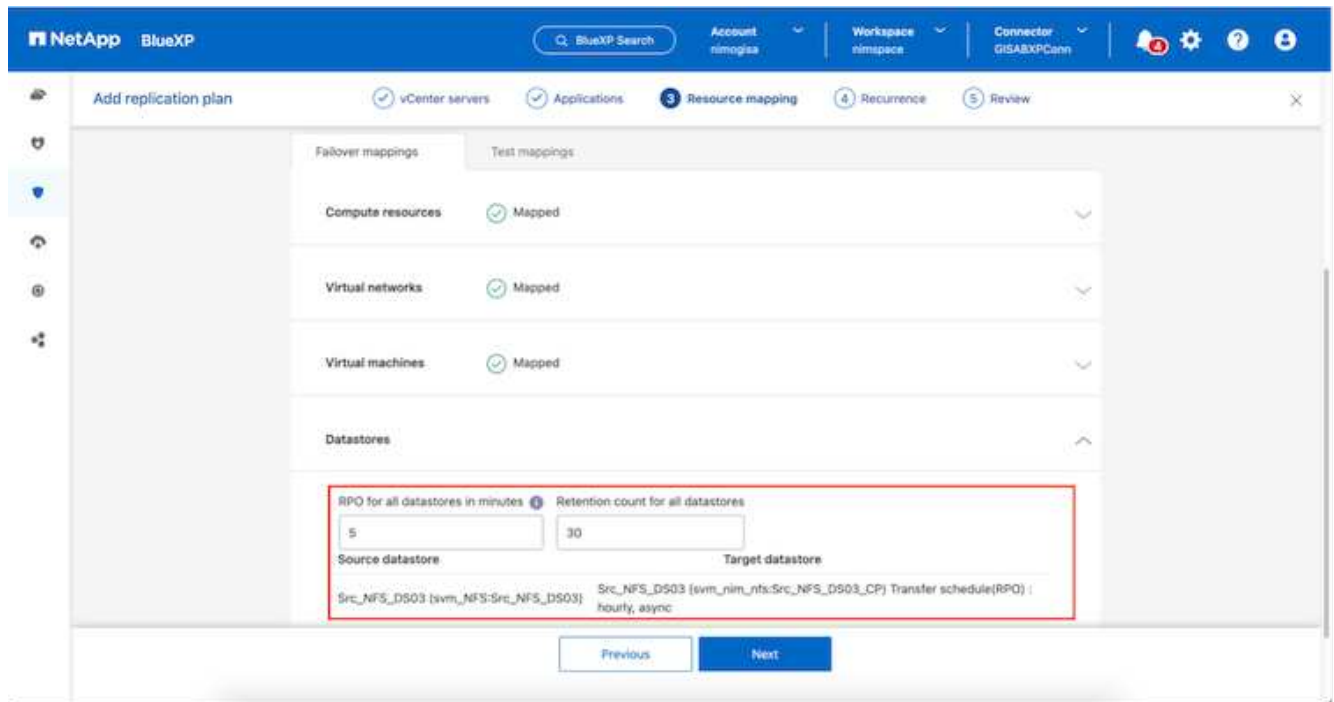 NetApp BlueXP
BlueXP Search
Account
nimogisa
Workspace
nimspace
Connector
GISABXPConn
4
Add replication plan
vCenter servers
Applications
3 Resource mapping
4 Recurrence
5 Review
Failover mappings
Test mappings
Compute resources Mapped
Virtual networks Mapped
Virtual machines Mapped
Datastores
RPO for all datastores in minutes
Retention count for all datastores
5
30
Source datastore
Target datastore
Src_NFS_DS03 (svm_NFS:Src_NFS_DS03)
Src_NFS_DS03 (svm_nim_nfs:Src_NFS_DS03_CP) Transfer schedule(RPO) :
hourly, async
Previous
Next